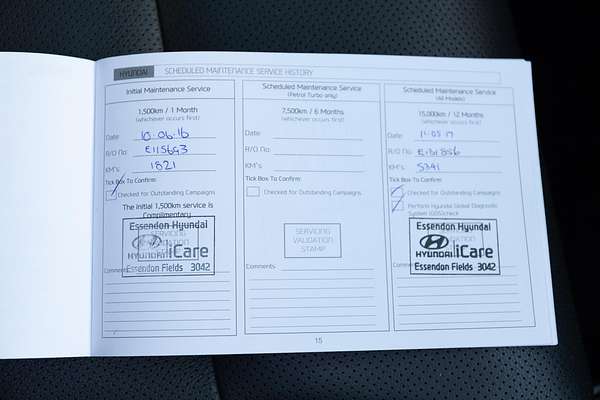 HYUNDAI SCHEDULED MAINTENANCE SERVICE HISTORY
Initial Maintenance Service
1,500km / 1 Month
(whichever occurs first)
Date 10.06.16
R/O No.
KM's 1821
Tick Box To Confirm:
Checked for Outstanding Campaigns
The initial 1,500km service is
Complimentary
Essendon Hyundai
SERVICING
HYUNDAI iCare
Essendon Fields 3042
Comments
Scheduled Maintenance Service
(Petrol Turbo only)
7,500km / 6 Months
(whichever occurs first)
Date
R/O No.
KM's
Tick Box To Confirm:
Checked for Outstanding Campaigns
SERVICING
VALIDATION
STAMP
Comments
Scheduled Maintenance Service
(All Models)
15,000km / 12 Months
(whichever occurs first)
Date
R/O No.
KM's 5341
Tick Box To Confirm:
Checked for Outstanding Campaigns
Perform Hyundai Global Diagnostic
System (GDS)check
Essendon Hyundai
HYUNDAI iCare
Essendon Fields 3042
Comments
15